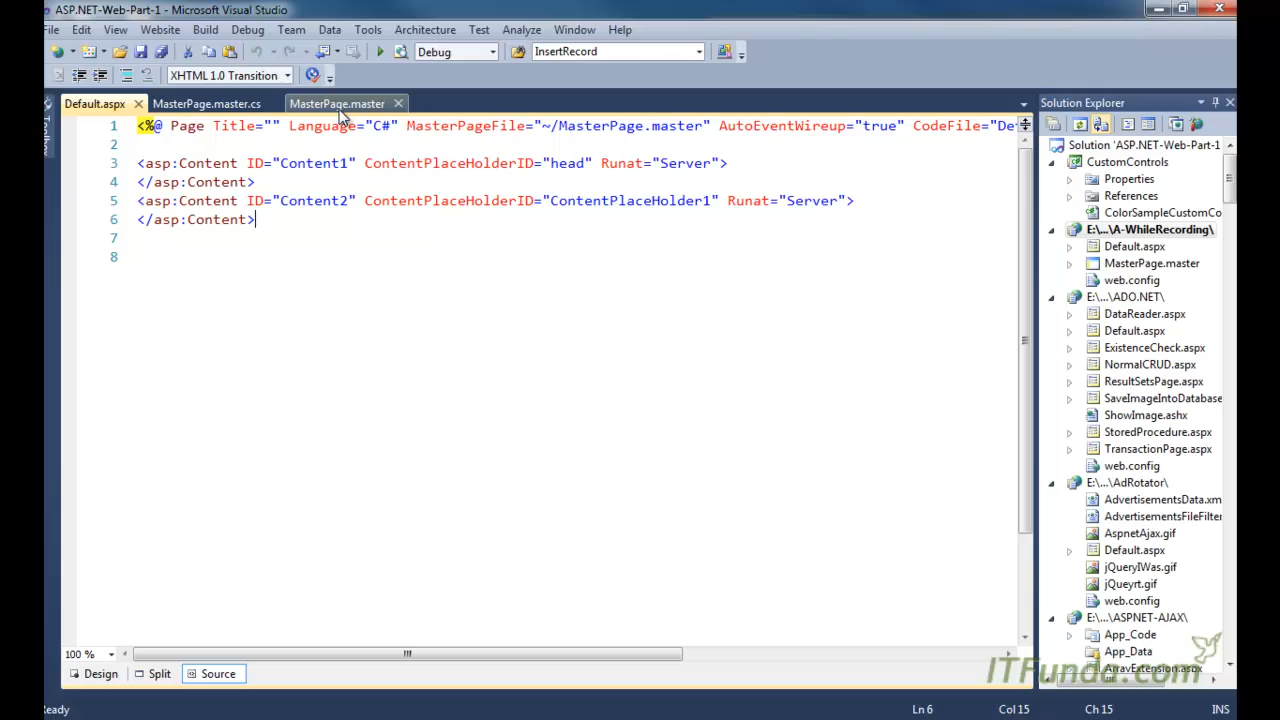 ASP.NET-Web-Part-1 - Microsoft Visual Studio
File Edit View Website Build Debug Team Data Tools Architecture Test Analyze Window Help
Debug InsertRecord
XHTML 1.0 Transition
Default.aspx MasterPage.master.cs MasterPage.master
Toolbox
1 <%@ Page Title="" Language="C#" MasterPageFile="~/MasterPage.master" AutoEventWireup="true" CodeFile="De
2
3 <asp:Content ID="Content1" ContentPlaceHolderID="head" Runat="Server">
4 </asp:Content>
5 <asp:Content ID="Content2" ContentPlaceHolderID="ContentPlaceHolder1" Runat="Server">
6 </asp:Content>
7
8
100 %
Design Split Source
Solution Explorer
Solution 'ASP.NET-Web-Part-1
CustomControls
Properties
References
ColorSampleCustomCo
E:\...\A-WhileRecording\
Default.aspx
MasterPage.master
web.config
E:\...\ADO.NET\
DataReader.aspx
Default.aspx
ExistenceCheck.aspx
NormalCRUD.aspx
ResultSetsPage.aspx
SaveImageIntoDatabase
ShowImage.ashx
StoredProcedure.aspx
TransactionPage.aspx
web.config
E:\...\AdRotator\
AdvertisementsData.xm
AdvertisementsFileFilter
AspnetAjax.gif
Default.aspx
jQueryIWas.gif
jQueyrt.gif
web.config
E:\...\ASPNET-AJAX\
App_Code
App_Data
ArrayExtension.aspx
ITFunda.com
eady Ln 6 Col 15 Ch 15 INS